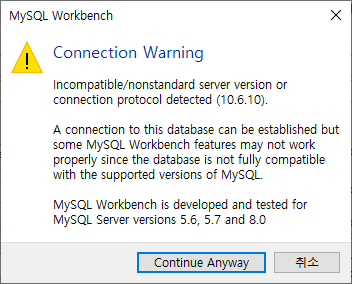 MySQL Workbench
Connection Warning
Incompatible/nonstandard server version or
connection protocol detected (10.6.10).
A connection to this database can be established but
some MySQL Workbench features may not work
properly since the database is not fully compatible
with the supported versions of MySQL.
MySQL Workbench is developed and tested for
MySQL Server versions 5.6, 5.7 and 8.0
Continue Anyway 취소